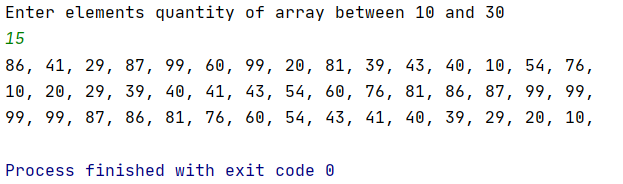 Enter elements quantity of array between 10 and 30
15
86, 41, 29, 87, 99, 60, 99, 20, 81, 39, 43, 40, 10, 54, 76,
10, 20, 29, 39, 40, 41, 43, 54, 60, 76, 81, 86, 87, 99, 99,
99, 99, 87, 86, 81, 76, 60, 54, 43, 41, 40, 39, 29, 20, 10,
Process finished with exit code 0